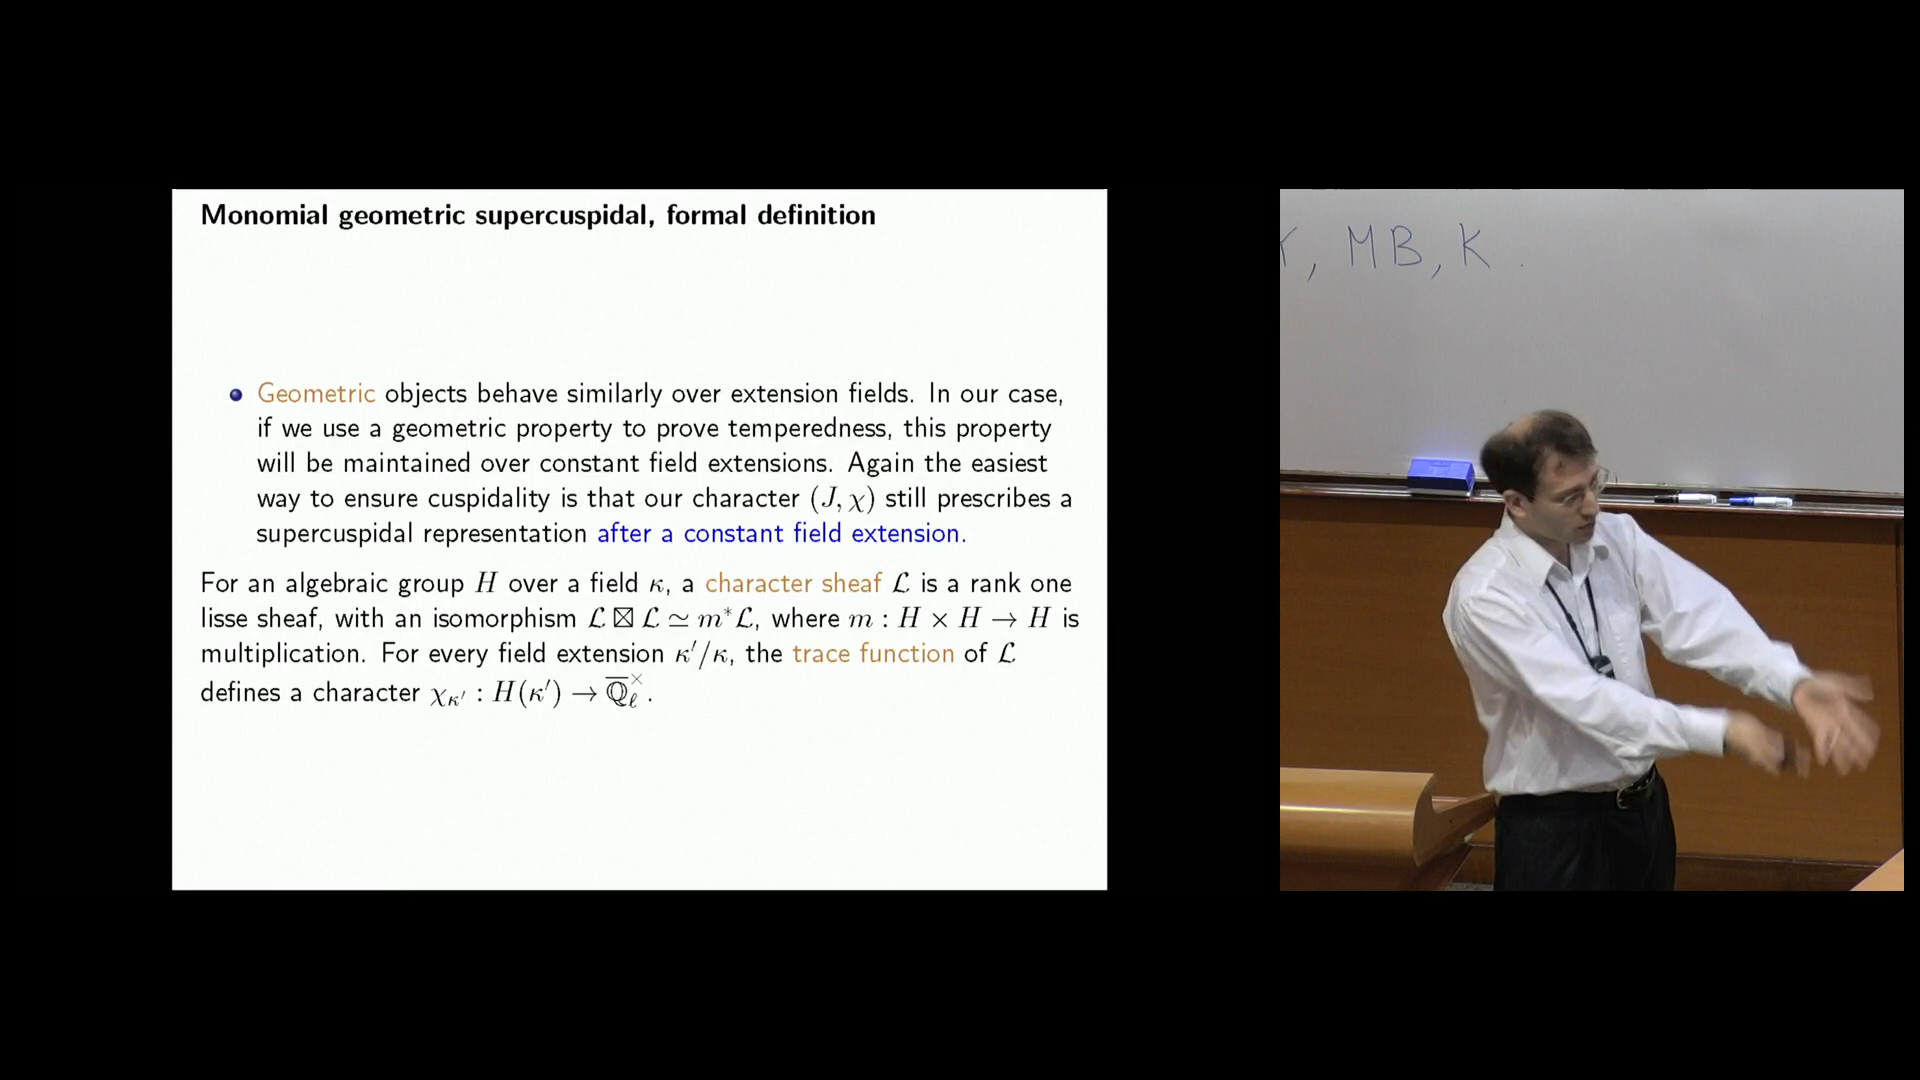 Monomial geometric supercuspidal, formal definition
Geometric objects behave similarly over extension fields. In our case,
if we use a geometric property to prove temperedness, this property
will be maintained over constant field extensions. Again the easiest
way to ensure cuspidality is that our character (J, χ) still prescribes a
supercuspidal representation after a constant field extension.
For an algebraic group H over a field κ, a character sheaf ℒ is a rank one
lisse sheaf, with an isomorphism ℒ ⊠ ℒ ≃ m*ℒ, where m : H × H → H is
multiplication. For every field extension κ′/κ, the trace function of ℒ
defines a character χ_κ′ : H(κ′) → Q̅_ℓ^×.
, MB, K.